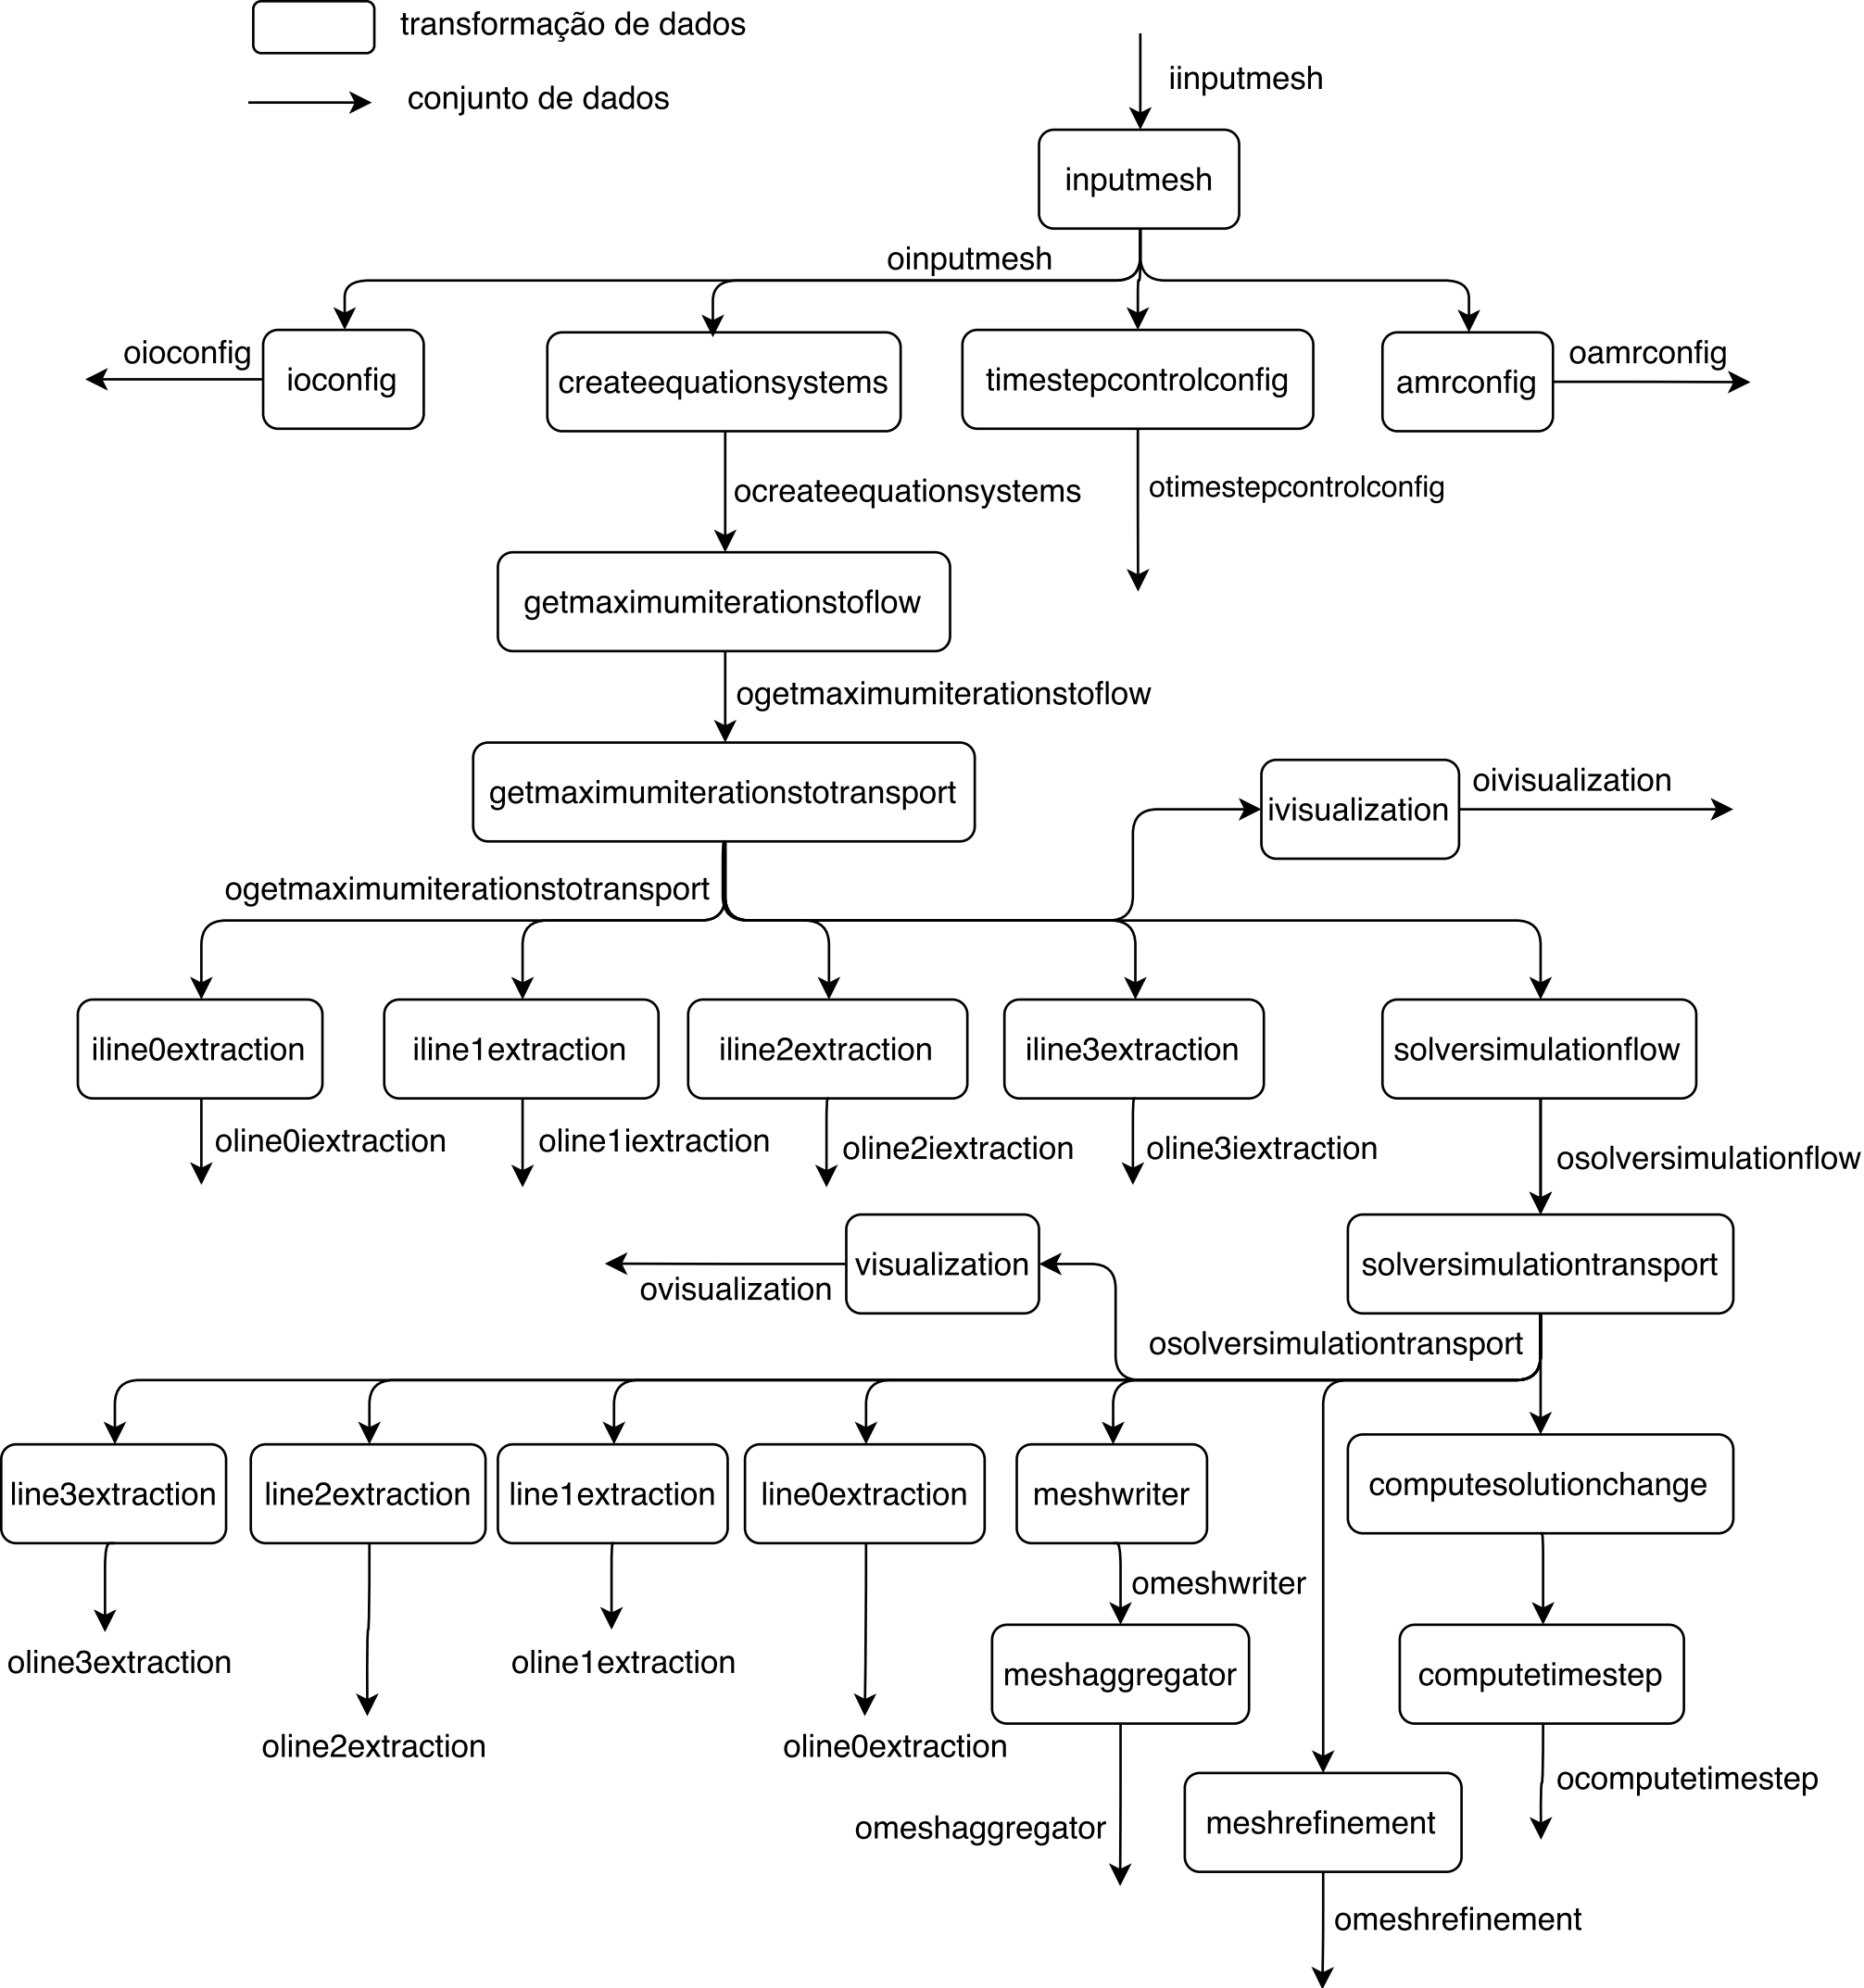 transformação de dados
conjunto de dados
iinputmesh
inputmesh
oinputmesh
oioconfig
ioconfig
createequationsystems
timestepcontrolconfig
amrconfig
oamrconfig
ocreateequationsystems
otimestepcontrolconfig
getmaximumiterationstoflow
ogetmaximumiterationstoflow
getmaximumiterationstotransport
ivisualization
oivisualization
ogetmaximumiterationstotransport
iline0extraction
iline1extraction
iline2extraction
iline3extraction
solversimulationflow
oline0iextraction
oline1iextraction
oline2iextraction
oline3iextraction
osolversimulationflow
visualization
ovisualization
solversimulationtransport
osolversimulationtransport
line3extraction
line2extraction
line1extraction
line0extraction
meshwriter
computesolutionchange
omeshwriter
oline3extraction
oline1extraction
meshaggregator
computetimestep
oline2extraction
oline0extraction
ocomputetimestep
omeshaggregator
meshrefinement
omeshrefinement